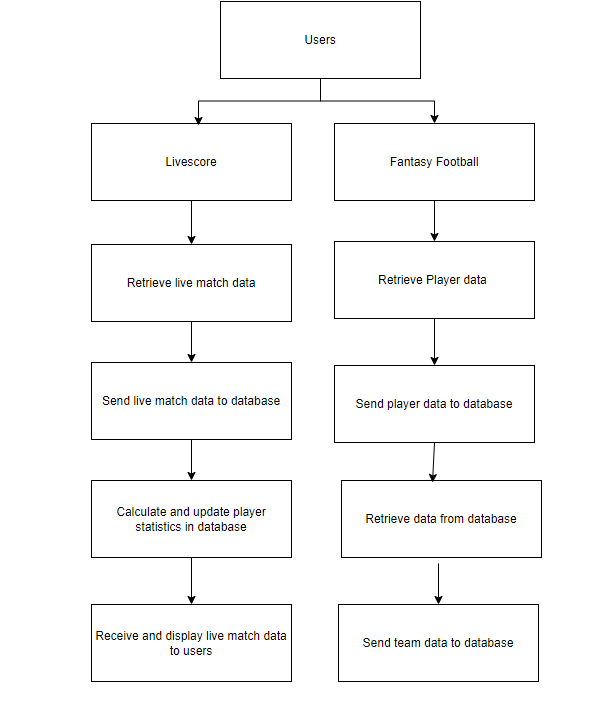 Users
Livescore
Fantasy Football
Retrieve live match data
Retrieve Player data
Send live match data to database
Send player data to database
Calculate and update player
statistics in database
Retrieve data from database
Receive and display live match data
to users
Send team data to database